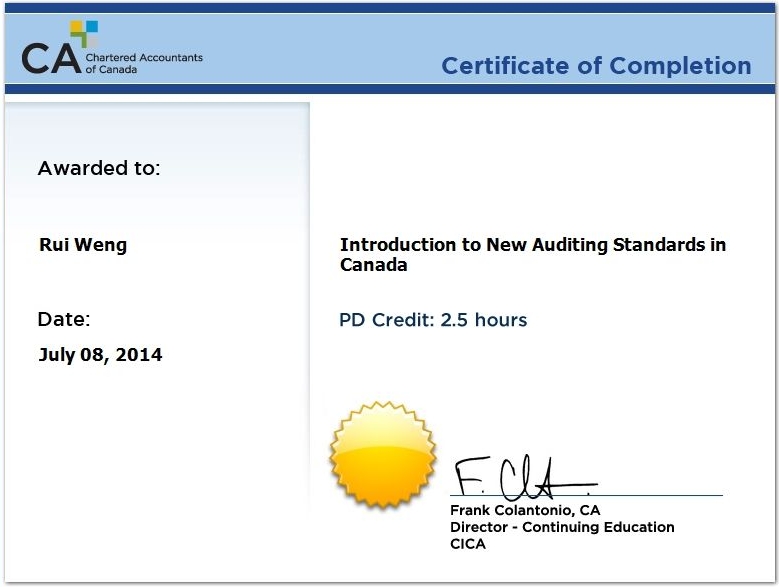 CA Chartered Accountants
of Canada
Certificate of Completion
Awarded to:
Rui Weng
Introduction to New Auditing Standards in
Canada
Date:
PD Credit: 2.5 hours
July 08, 2014
F. Clt.
Frank Colantonio, CA
Director - Continuing Education
CICA